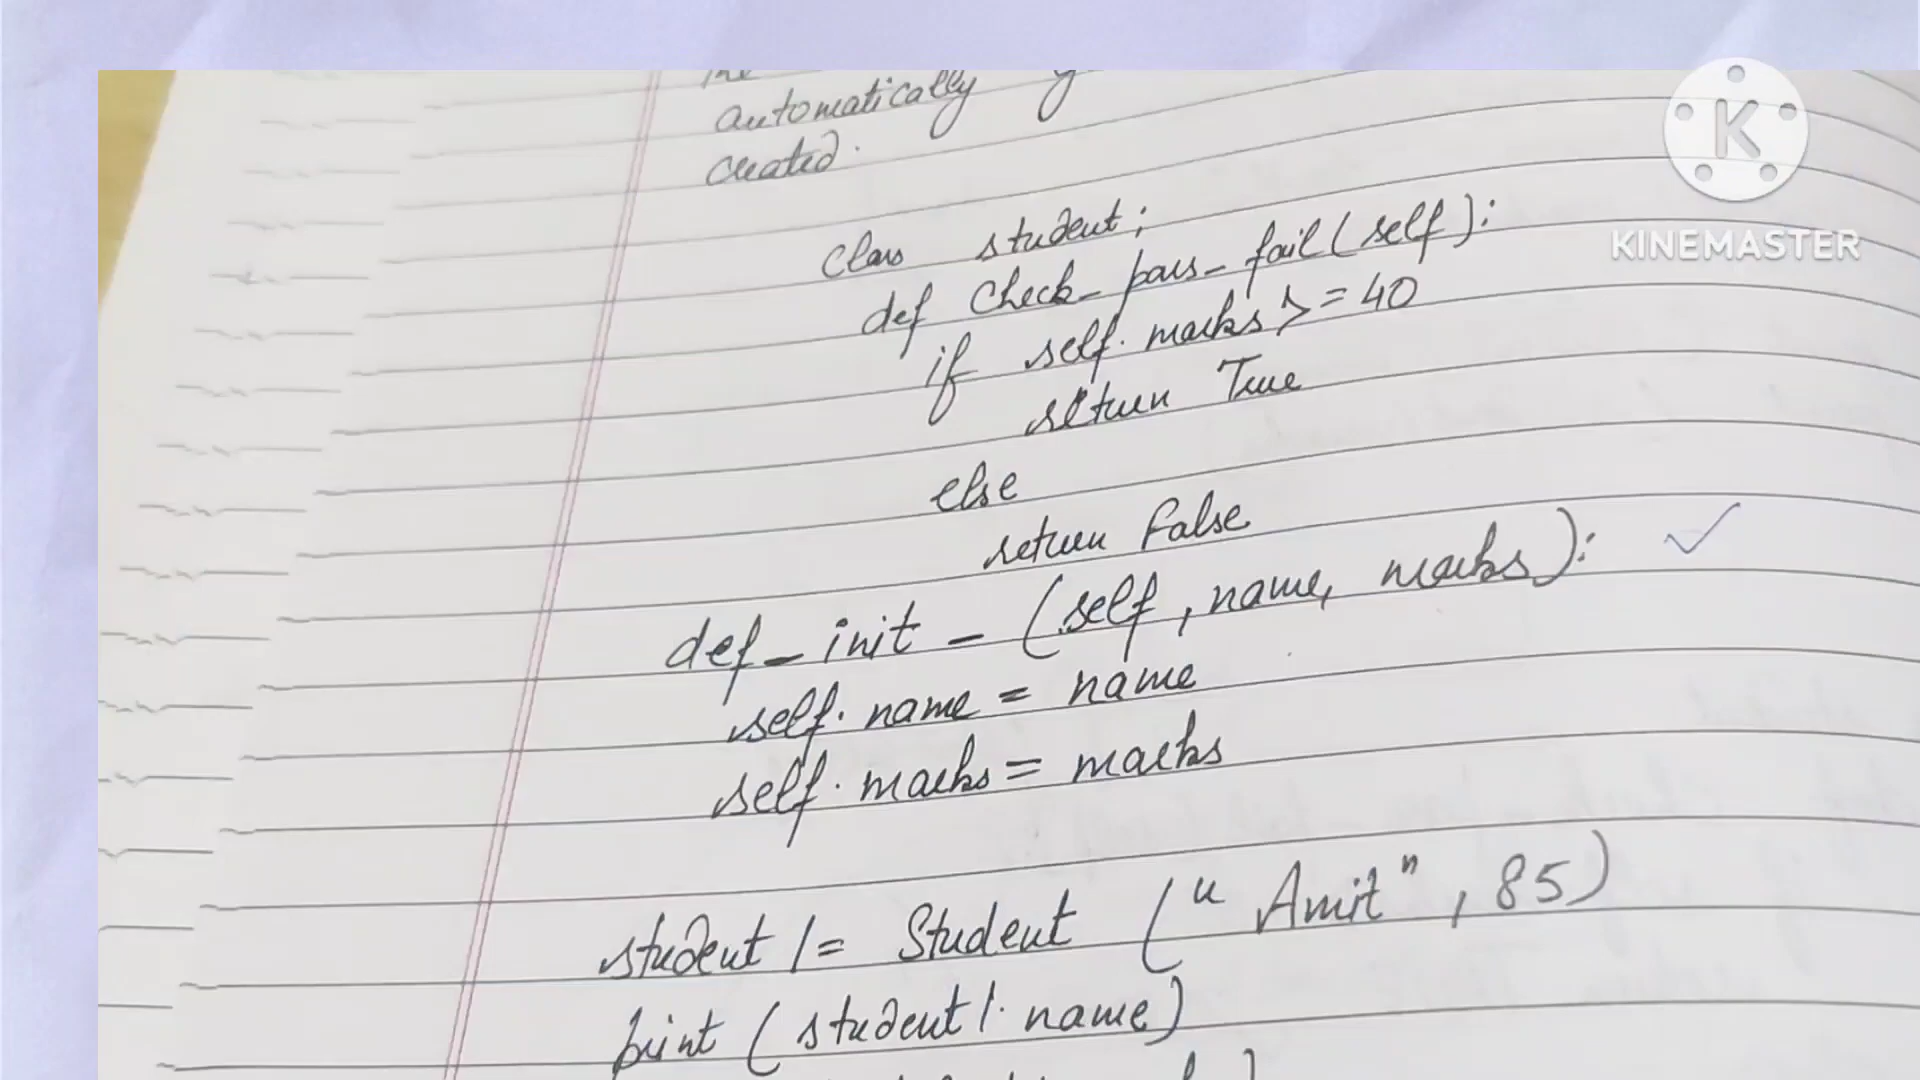 automatically
created.
class student:
def check_pass_fail(self):
if self.marks >= 40
return True
else
return False
def_init_(self, name, marks):
self.name = name
self.marks = marks
student1 = Student ("Amit", 85)
print (student1.name)
KINEMASTER